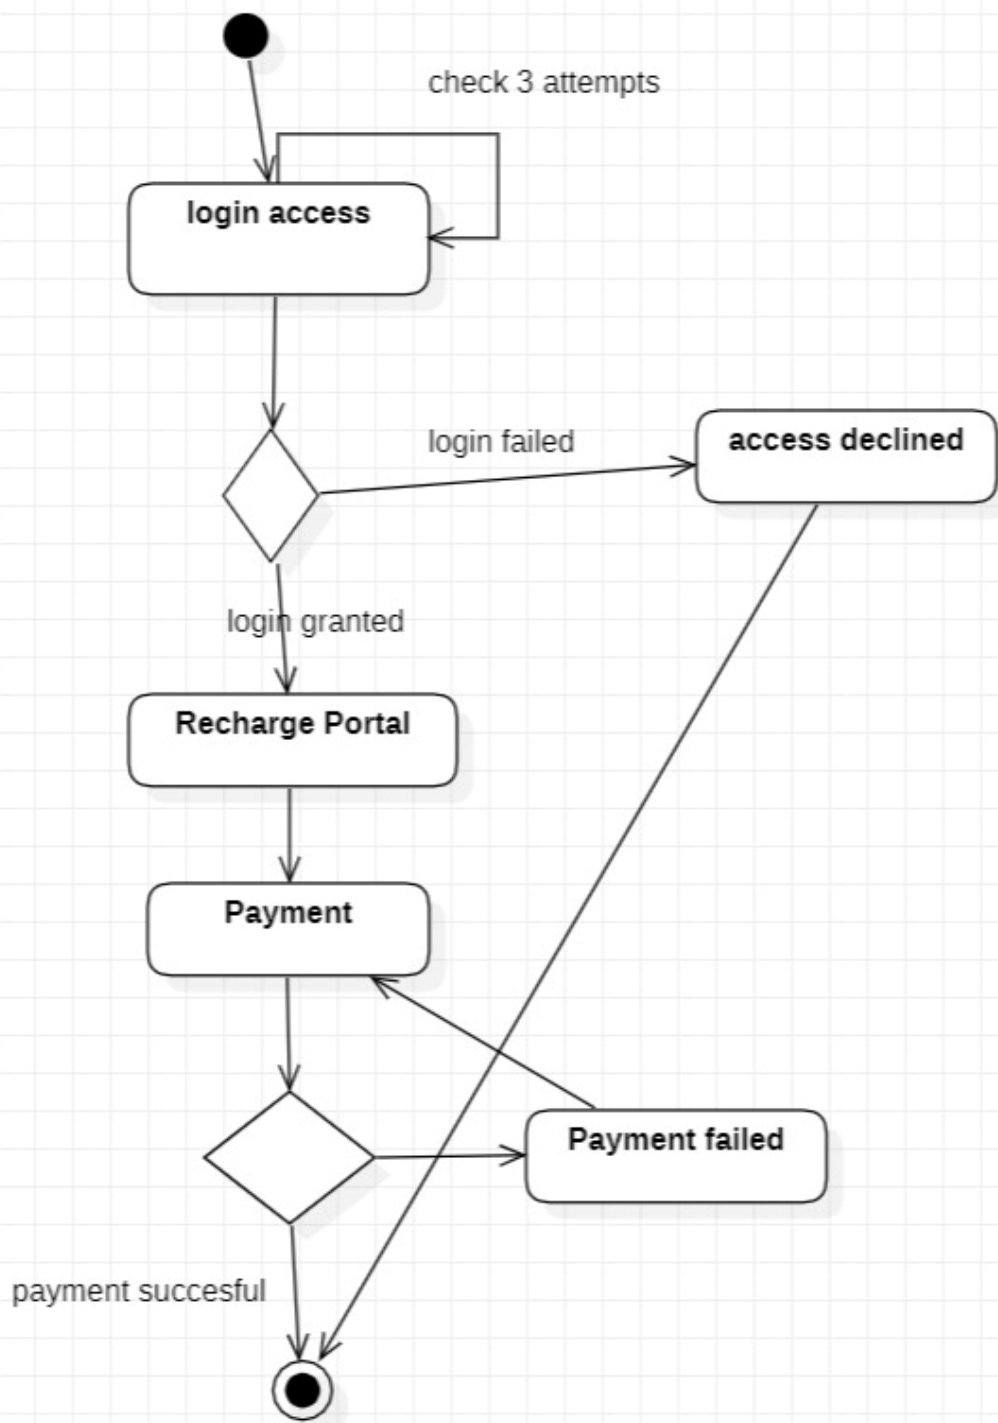 check 3 attempts
login access
login failed
access declined
login granted
Recharge Portal
Payment
Payment failed
payment succesful